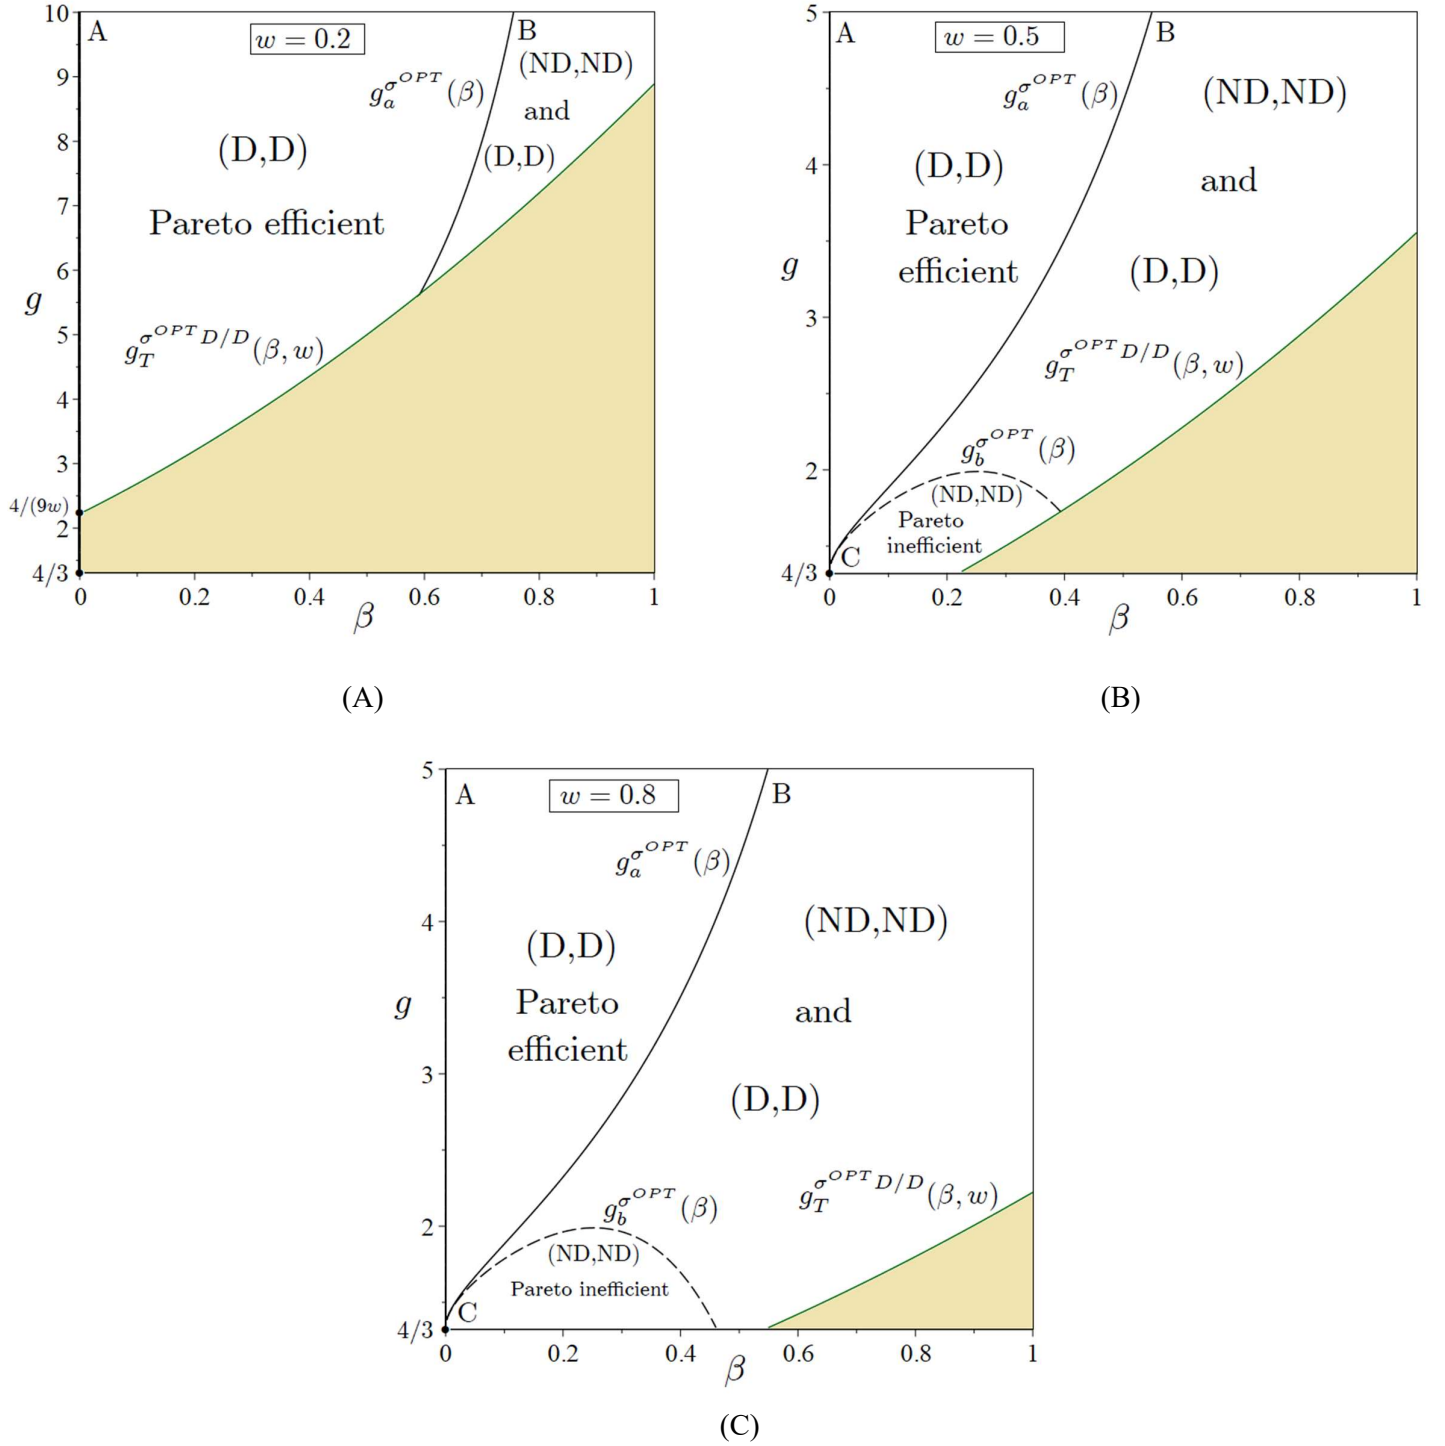 10
A
w = 0.2
B
(ND,ND)
9
g_a^{σ^{OPT}}(β)
and
8
(D,D)
(D,D)
7
Pareto efficient
6
g
5
g_T^{σ^{OPT} D/D}(β, w)
4
3
4/(9w)
2
4/3
0
0.2
0.4
0.6
0.8
1
β
(A)
5
A
w = 0.5
B
g_a^{σ^{OPT}}(β)
(ND,ND)
4
(D,D)
and
Pareto
efficient
g
(D,D)
3
g_T^{σ^{OPT} D/D}(β, w)
g_b^{σ^{OPT}}(β)
2
(ND,ND)
Pareto
inefficient
C
4/3
0
0.2
0.4
0.6
0.8
1
β
(B)
5
A
w = 0.8
B
g_a^{σ^{OPT}}(β)
4
(ND,ND)
(D,D)
Pareto
and
g
efficient
3
(D,D)
g_T^{σ^{OPT} D/D}(β, w)
g_b^{σ^{OPT}}(β)
2
(ND,ND)
Pareto inefficient
C
4/3
0
0.2
0.4
0.6
0.8
1
β
(C)